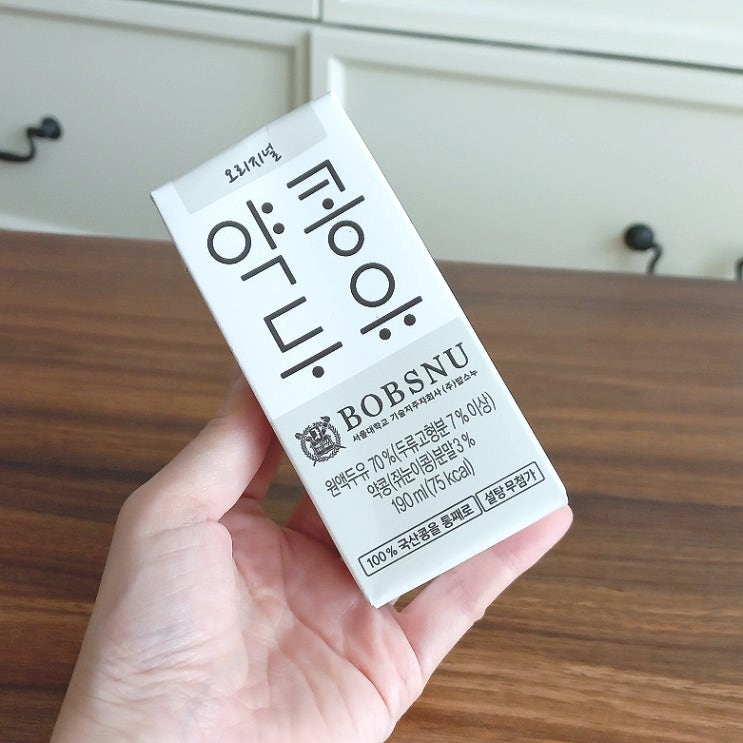 오리지널
약콩
두유
BOBSNU
서울대학교 기술지주자회사 (주)밥스누
원액두유 70%(두류고형분 7% 이상)
약콩(쥐눈이콩)분말 3%
190 ml (75 kcal)
100% 국산콩을 통째로
설탕 무첨가